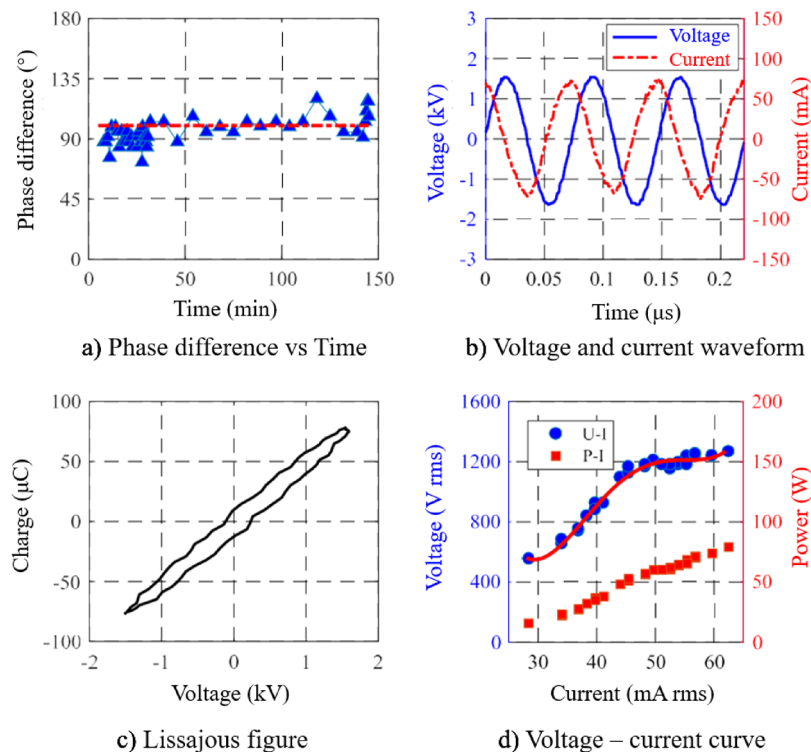 180
135
90
45
0
Phase difference (°)
0
50
100
150
Time (min)
a) Phase difference vs Time
3
2
1
0
-1
-2
-3
Voltage (kV)
Voltage
Current
150
100
50
0
-50
-100
-150
Current (mA)
0
0.05
0.1
0.15
0.2
Time (μs)
b) Voltage and current waveform
100
50
0
-50
-100
Charge (μC)
-2
-1
0
1
2
Voltage (kV)
c) Lissajous figure
1600
1200
800
400
0
Voltage (V rms)
U-I
P-I
200
150
100
50
0
Power (W)
30
40
50
60
Current (mA rms)
d) Voltage – current curve